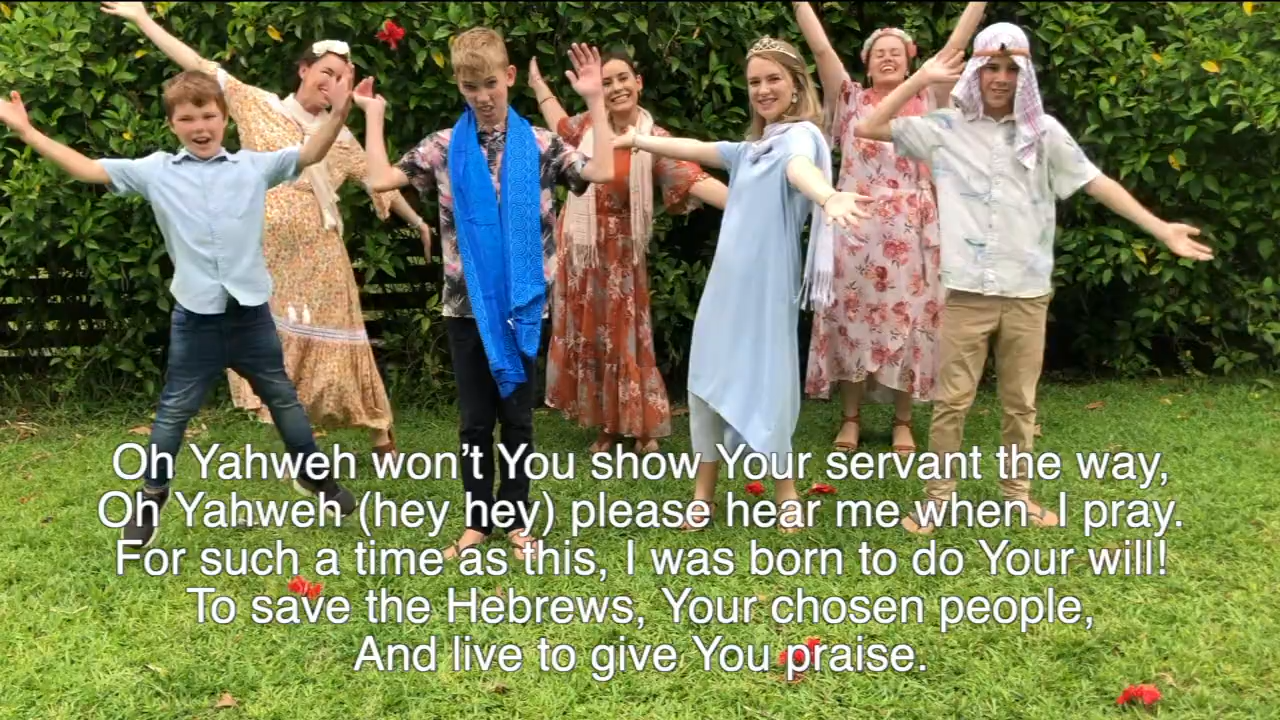 Oh Yahweh won’t You show Your servant the way,
Oh Yahweh (hey hey) please hear me when I pray.
For such a time as this, I was born to do Your will!
To save the Hebrews, Your chosen people,
And live to give You praise.